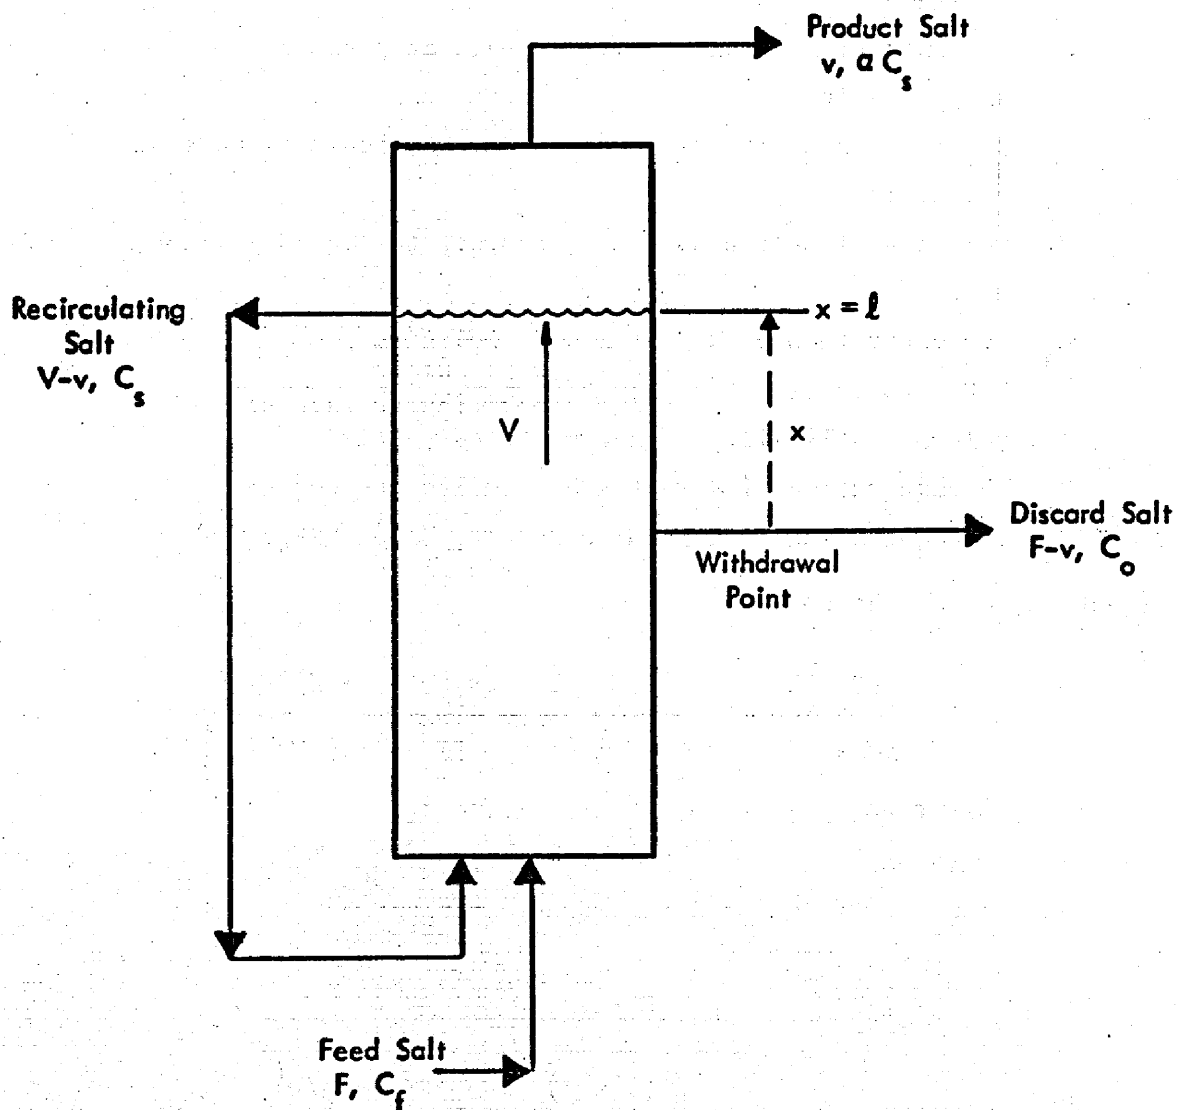 Product Salt
v, α C_s
Recirculating
Salt
V-v, C_s
x = ℓ
V
x
Discard Salt
F-v, C_o
Withdrawal
Point
Feed Salt
F, C_f